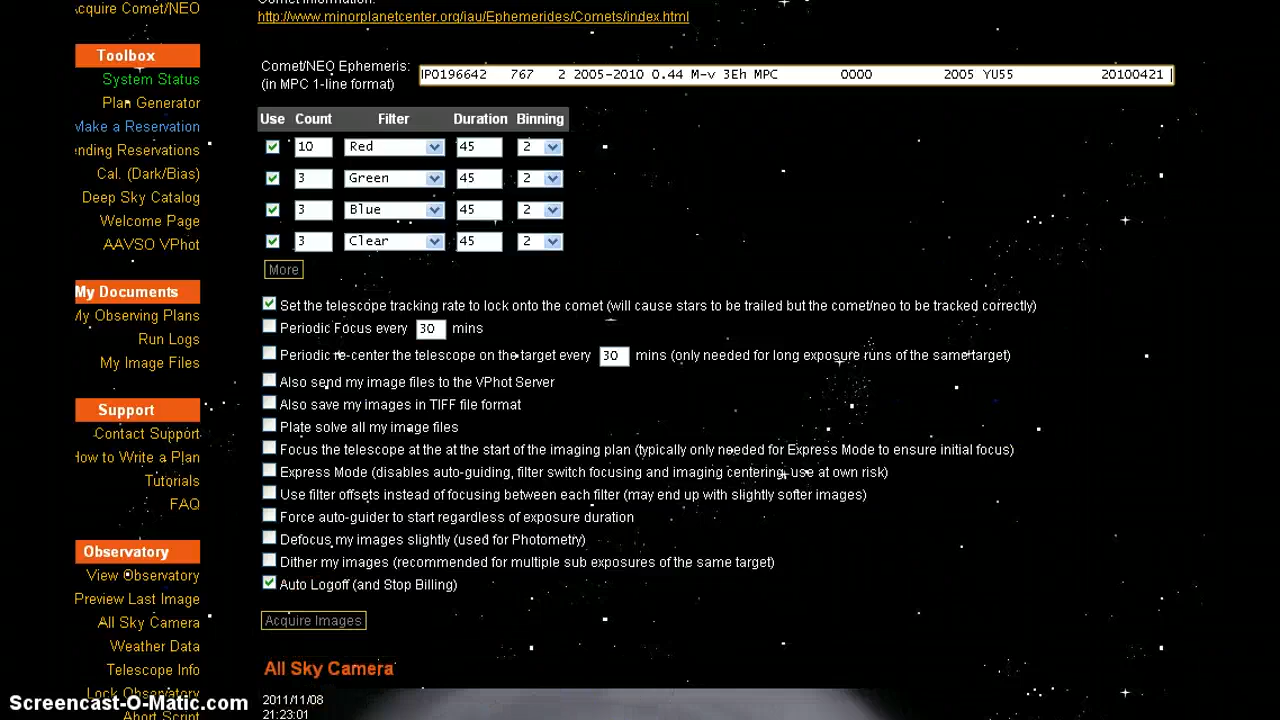 Acquire Comet/NEO
Toolbox
System Status
Plan Generator
Make a Reservation
nding Reservations
Cal. (Dark/Bias)
Deep Sky Catalog
Welcome Page
AAVSO VPhot
My Documents
My Observing Plans
Run Logs
My Image Files
Support
Contact Support
How to Write a Plan
Tutorials
FAQ
Observatory
View Observatory
Preview Last Image
All Sky Camera
Weather Data
Telescope Info
Lock Observatory
Abort Script
http://www.minorplanetcenter.org/iau/Ephemerides/Comets/index.html
Comet/NEO Ephemeris:
(in MPC 1-line format)
IPO196642 767 2 2005-2010 0.44 M-v 3Eh MPC 0000 2005 YU55 20100421
Use Count Filter Duration Binning
10 Red 45 2
3 Green 45 2
3 Blue 45 2
3 Clear 45 2
More
Set the telescope tracking rate to lock onto the comet (will cause stars to be trailed but the comet/neo to be tracked correctly)
Periodic Focus every 30 mins
Periodic re-center the telescope on the target every 30 mins (only needed for long exposure runs of the same target)
Also send my image files to the VPhot Server
Also save my images in TIFF file format
Plate solve all my image files
Focus the telescope at the at the start of the imaging plan (typically only needed for Express Mode to ensure initial focus)
Express Mode (disables auto-guiding, filter switch focusing and imaging centering, use at own risk)
Use filter offsets instead of focusing between each filter (may end up with slightly softer images)
Force auto-guider to start regardless of exposure duration
Defocus my images slightly (used for Photometry)
Dither my images (recommended for multiple sub exposures of the same target)
Auto Logoff (and Stop Billing)
Acquire Images
All Sky Camera
2011/11/08
21:23:01
Screencast-O-Matic.com